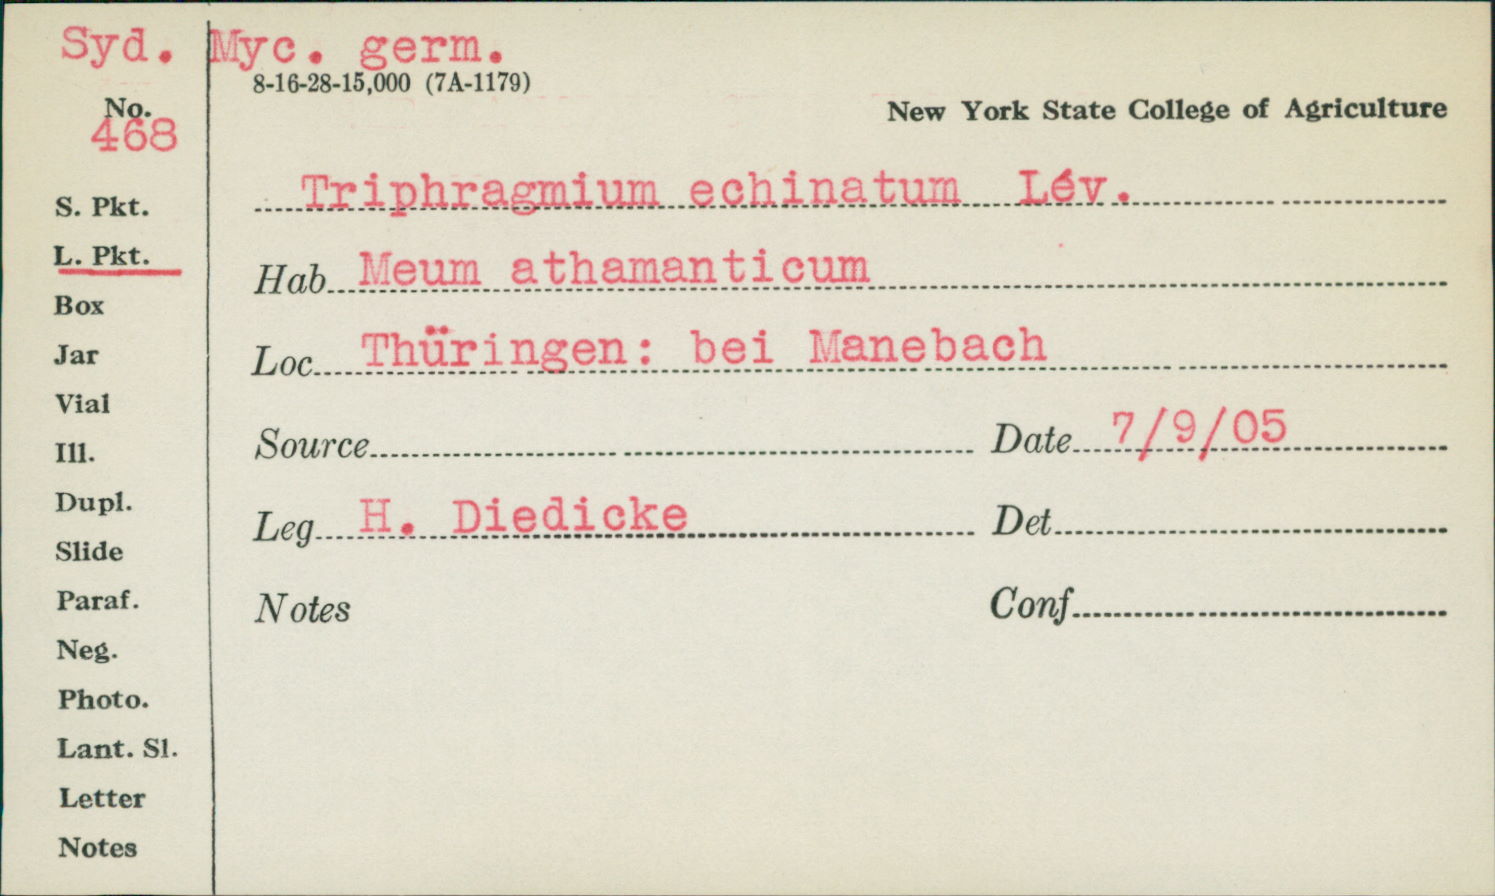 Syd. Myc. germ.
8-16-28-15,000 (7A-1179)
No.
468
New York State College of Agriculture
Triphragmium echinatum Lév.
S. Pkt.
L. Pkt.
Hab Meum athamanticum
Box
Loc Thüringen: bei Manebach
Jar
Vial
Source Date 7/9/05
Ill.
Dupl.
Leg H. Diedicke Det
Slide
Paraf.
Notes Conf
Neg.
Photo.
Lant. Sl.
Letter
Notes